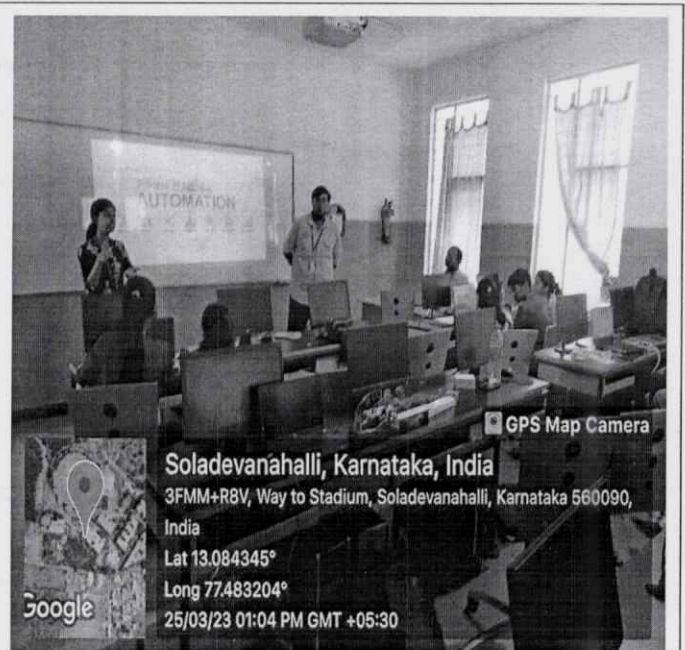 AUTOMATION
GPS Map Camera
Soladevanahalli, Karnataka, India
3FMM+R8V, Way to Stadium, Soladevanahalli, Karnataka 560090,
India
Lat 13.084345°
Long 77.483204°
25/03/23 01:04 PM GMT +05:30
Google